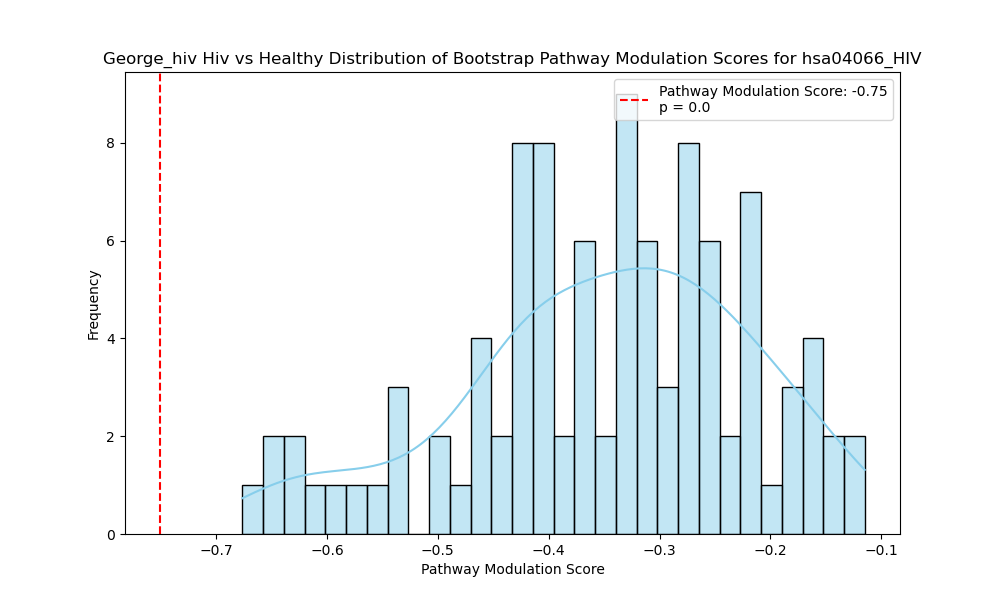 George_hiv Hiv vs Healthy Distribution of Bootstrap Pathway Modulation Scores for hsa04066_HIV
Pathway Modulation Score: -0.75
p = 0.0
Frequency
8
6
4
2
0
−0.7
−0.6
−0.5
−0.4
−0.3
−0.2
−0.1
Pathway Modulation Score